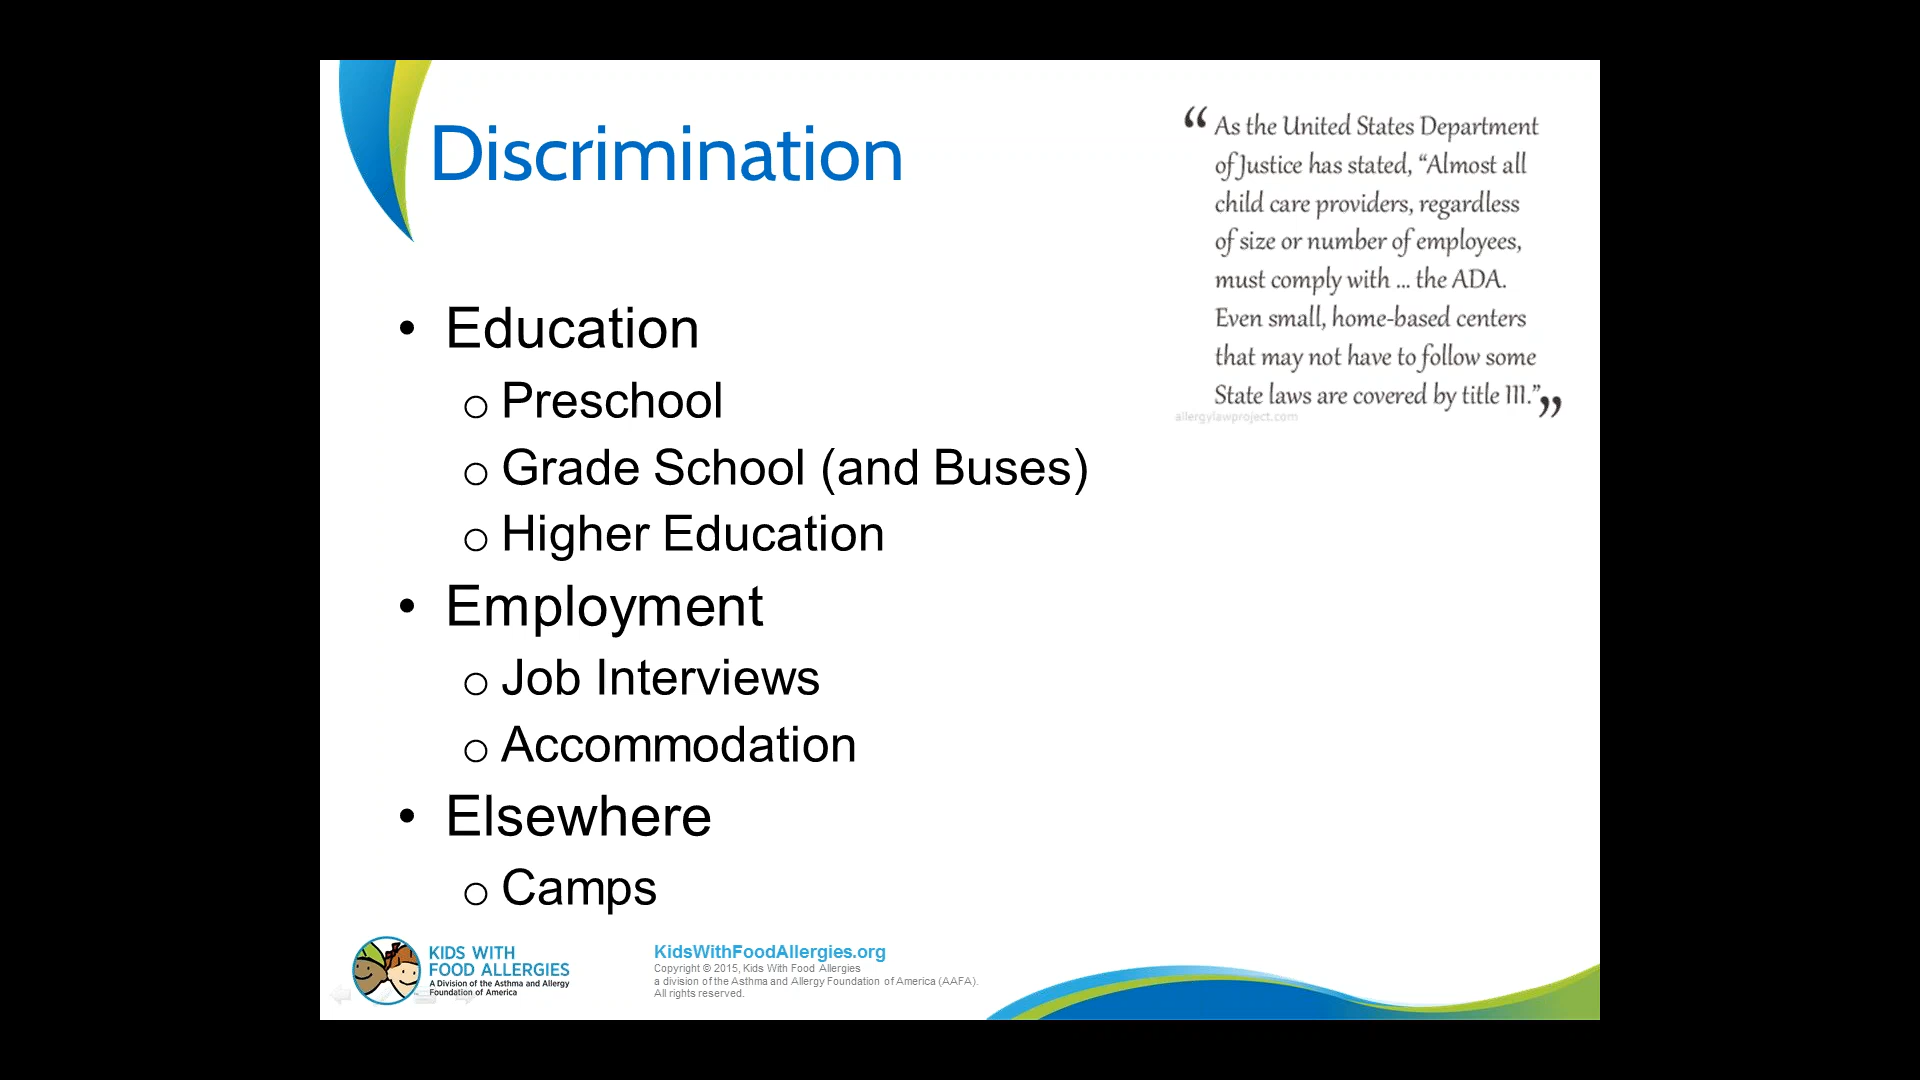 Discrimination
“ As the United States Department
of Justice has stated, “Almost all
child care providers, regardless
of size or number of employees,
must comply with ... the ADA.
Even small, home-based centers
that may not have to follow some
State laws are covered by title III.””
allergylawproject.com
• Education
o Preschool
o Grade School (and Buses)
o Higher Education
• Employment
o Job Interviews
o Accommodation
• Elsewhere
o Camps
KIDS WITH
FOOD ALLERGIES
A Division of the Asthma and Allergy
Foundation of America
KidsWithFoodAllergies.org
Copyright © 2015, Kids With Food Allergies
a division of the Asthma and Allergy Foundation of America (AAFA).
All rights reserved.